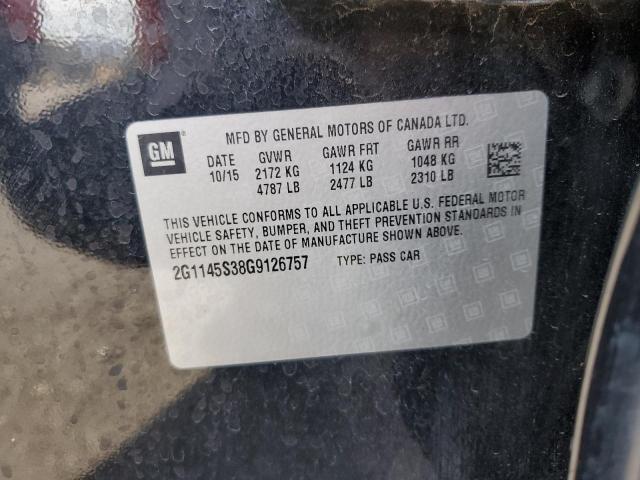 GM
MFD BY GENERAL MOTORS OF CANADA LTD.
DATE GVWR GAWR FRT GAWR RR
10/15 2172 KG 1124 KG 1048 KG
4787 LB 2477 LB 2310 LB
THIS VEHICLE CONFORMS TO ALL APPLICABLE U.S. FEDERAL MOTOR
VEHICLE SAFETY, BUMPER, AND THEFT PREVENTION STANDARDS IN
EFFECT ON THE DATE OF MANUFACTURE SHOWN ABOVE.
2G1145S38G9126757 TYPE: PASS CAR